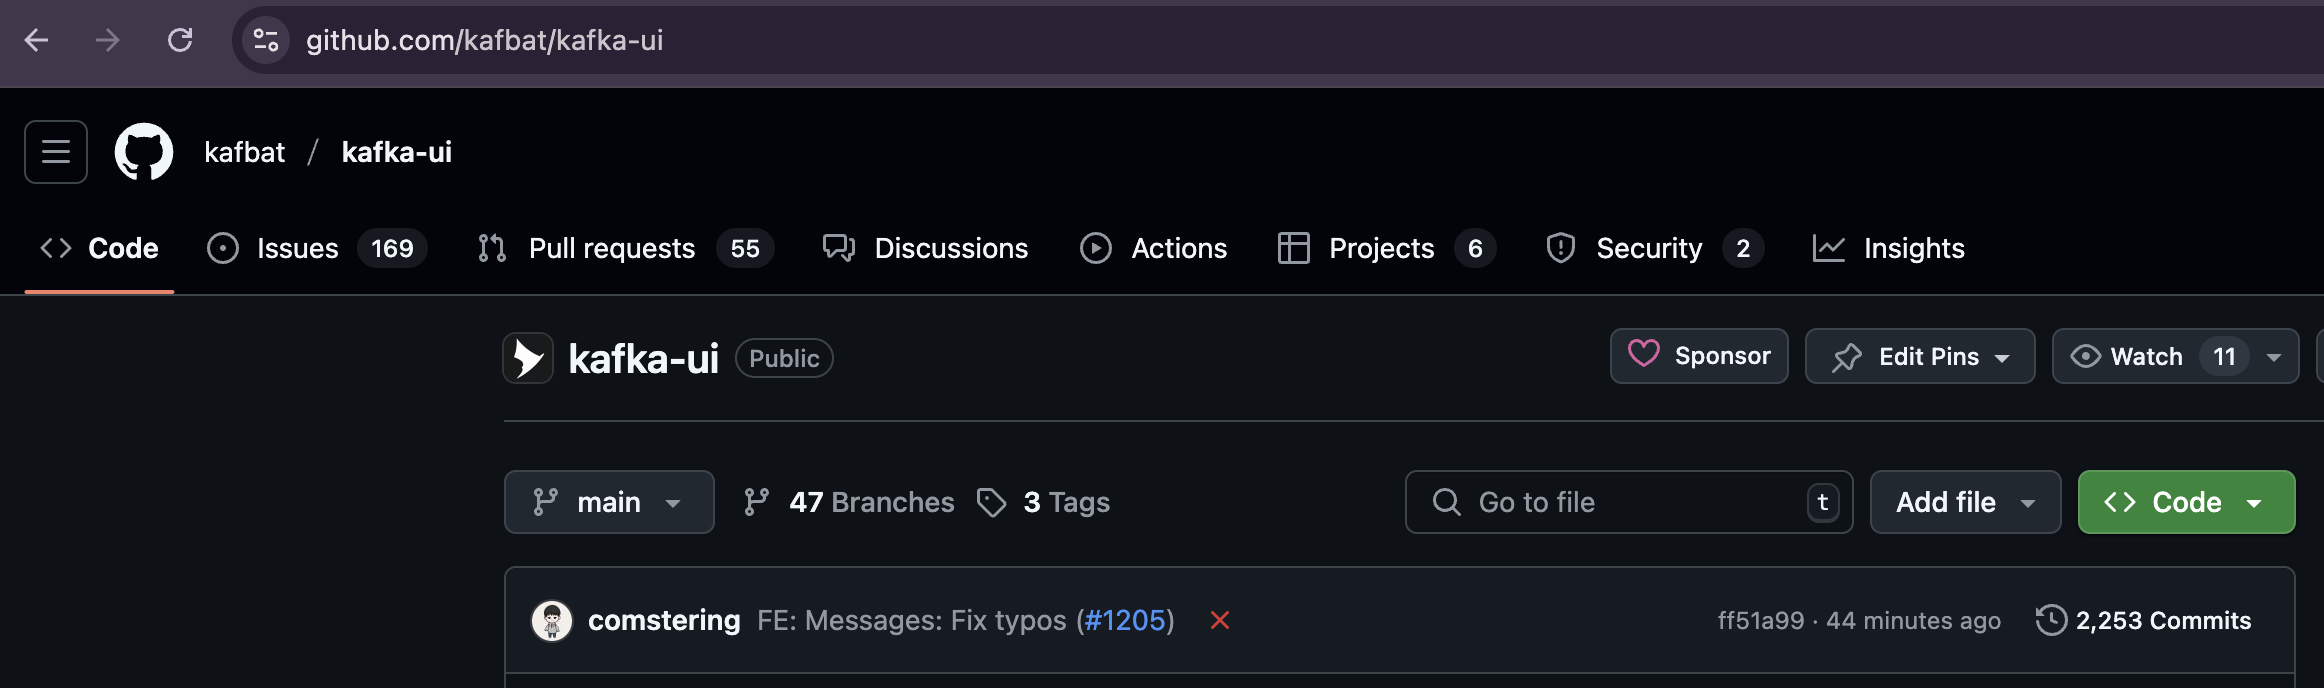 github.com/kafbat/kafka-ui
kafbat / kafka-ui
Code Issues 169 Pull requests 55 Discussions Actions Projects 6 Security 2 Insights
kafka-ui Public Sponsor Edit Pins Watch 11
main 47 Branches 3 Tags Go to file t Add file Code
comstering FE: Messages: Fix typos (#1205) ff51a99 · 44 minutes ago 2,253 Commits